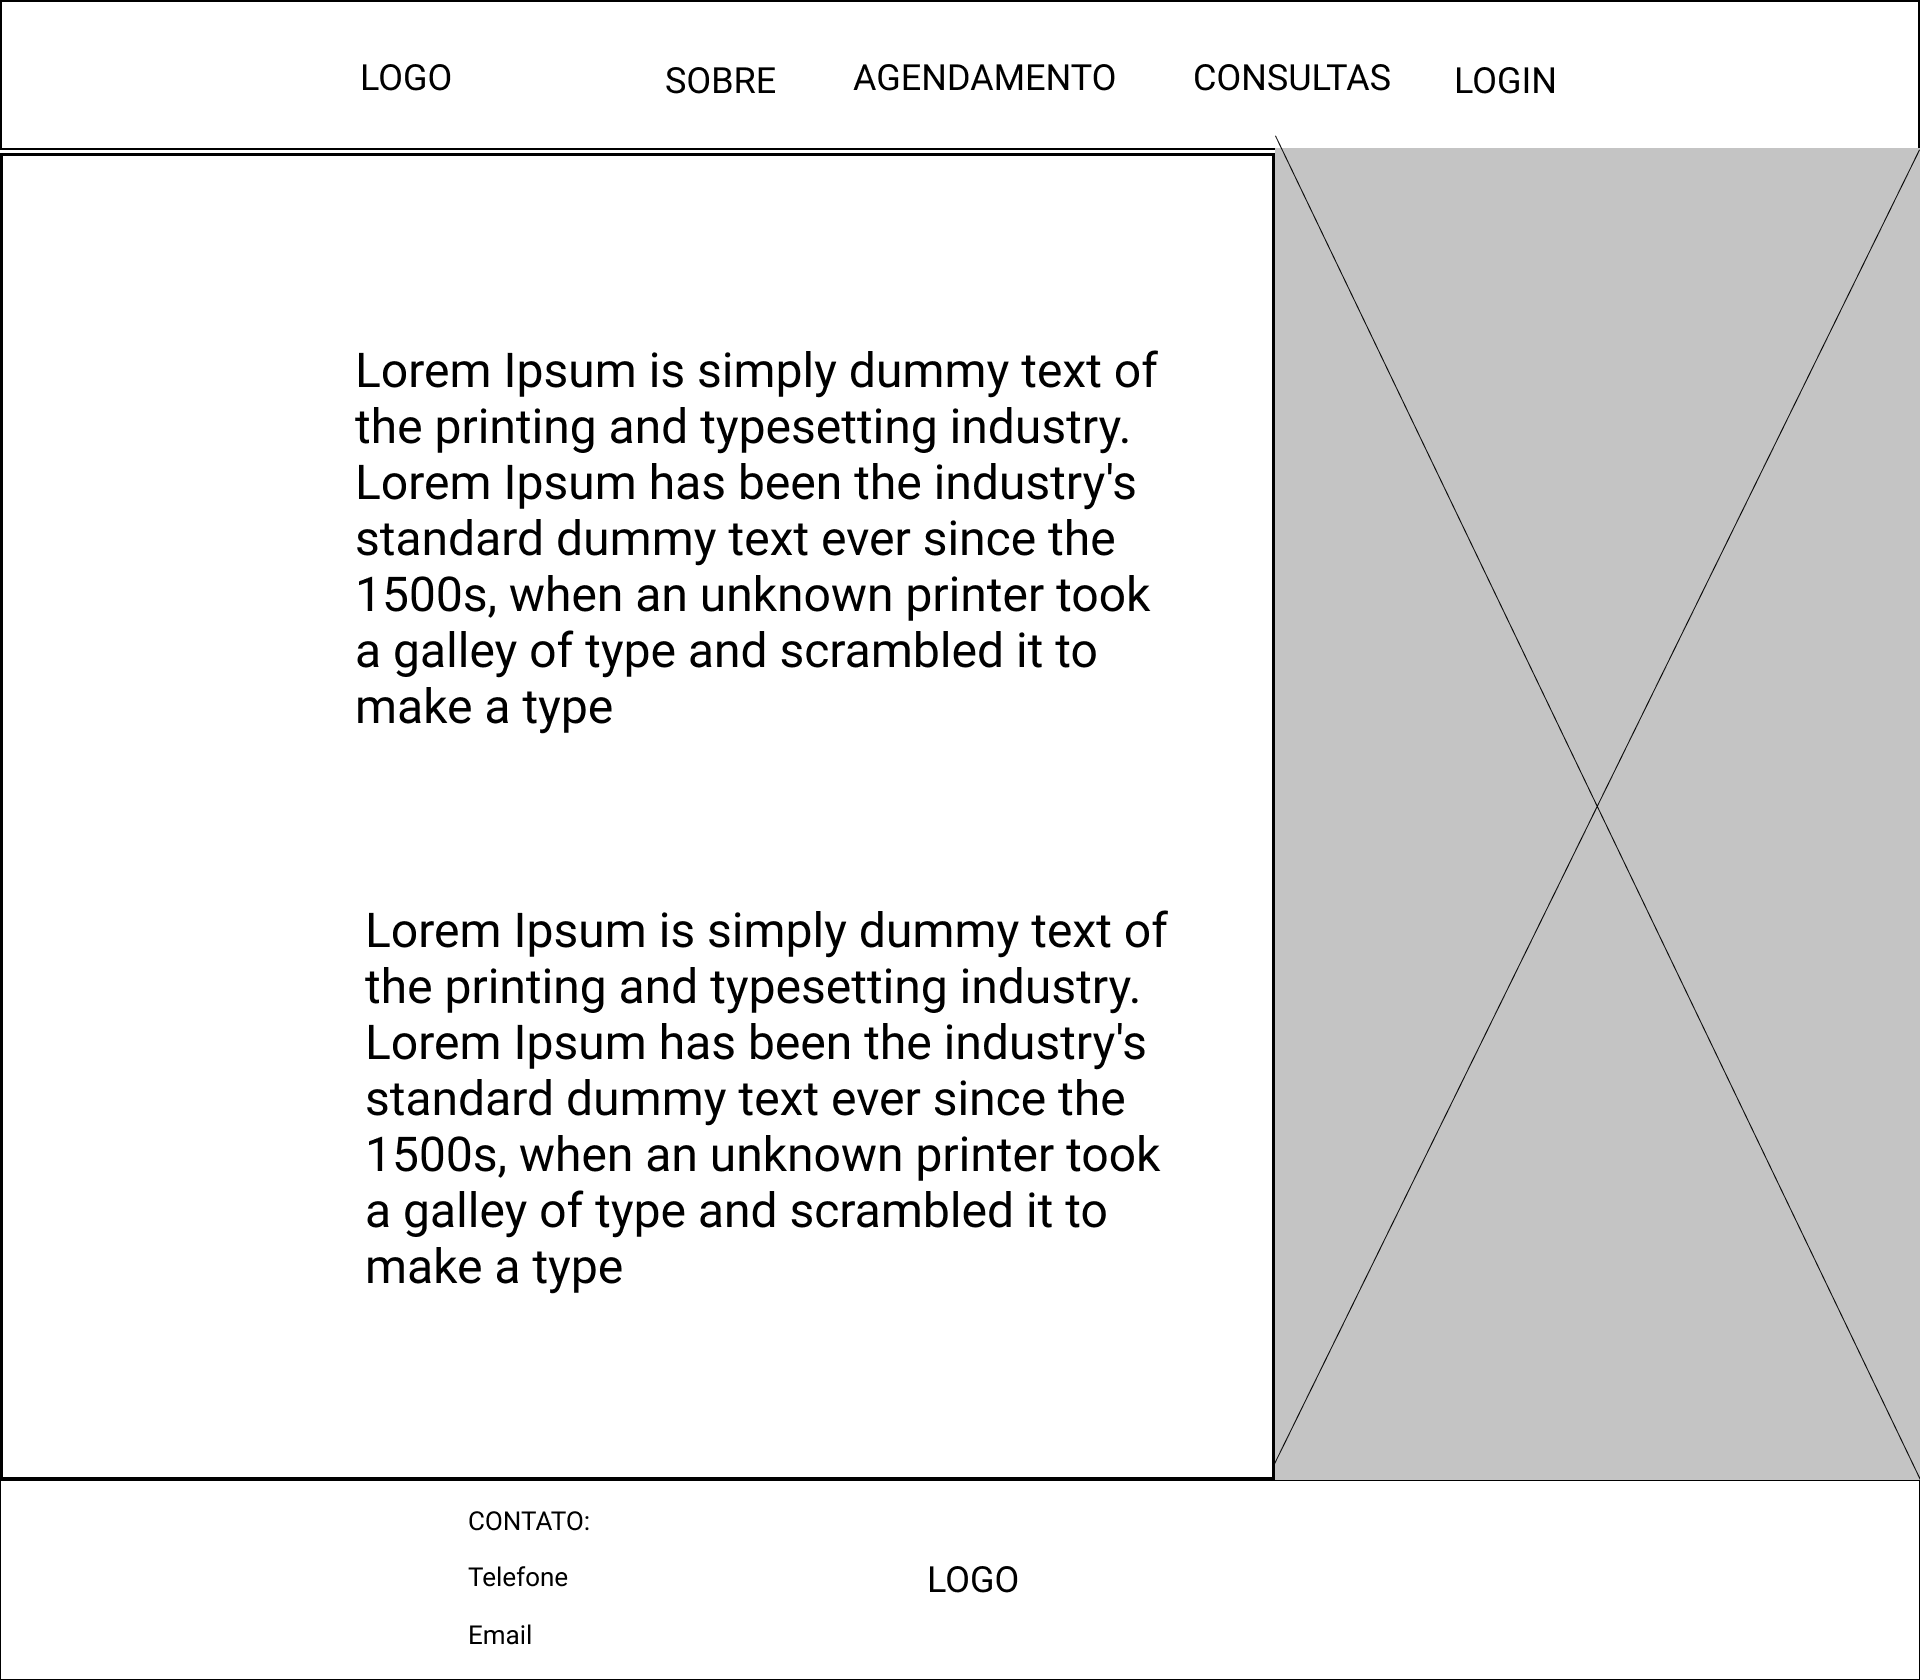 LOGO SOBRE AGENDAMENTO CONSULTAS LOGIN
Lorem Ipsum is simply dummy text of
the printing and typesetting industry.
Lorem Ipsum has been the industry's
standard dummy text ever since the
1500s, when an unknown printer took
a galley of type and scrambled it to
make a type
Lorem Ipsum is simply dummy text of
the printing and typesetting industry.
Lorem Ipsum has been the industry's
standard dummy text ever since the
1500s, when an unknown printer took
a galley of type and scrambled it to
make a type
CONTATO:
Telefone
Email
LOGO